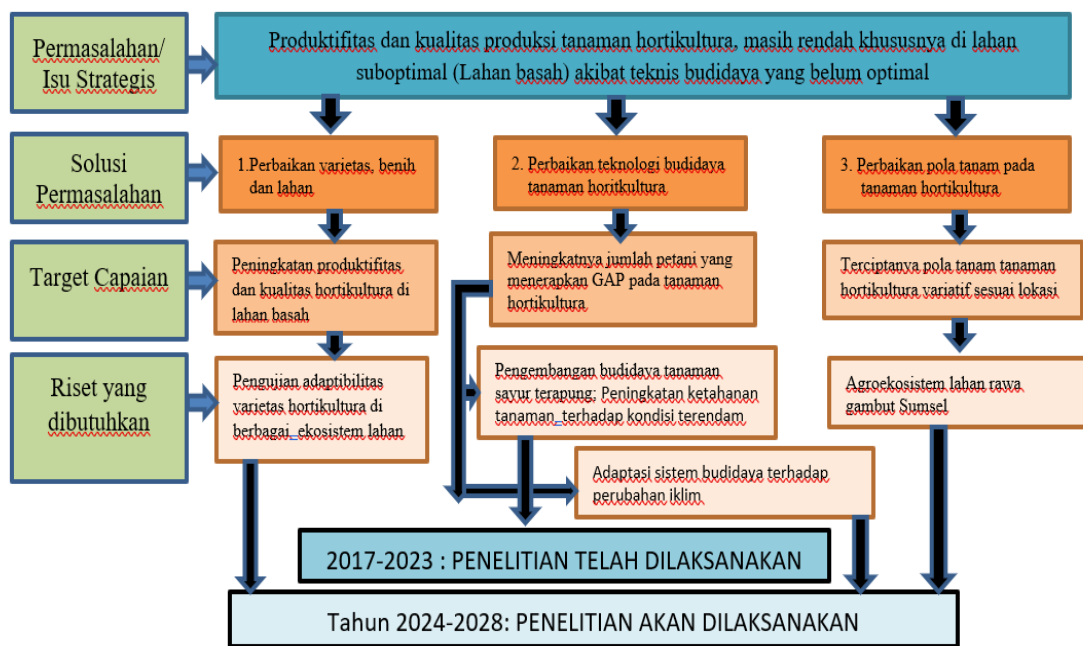 Permasalahan/
Isu Strategis
Produktifitas dan kualitas produksi tanaman hortikultura, masih rendah khususnya di lahan
suboptimal (Lahan basah) akibat teknis budidaya yang belum optimal
Solusi
Permasalahan
1.Perbaikan varietas, benih
dan lahan
2. Perbaikan teknologi budidaya
tanaman horitkultura
3. Perbaikan pola tanam pada
tanaman hortikultura
Target Capaian
Peningkatan produktifitas
dan kualitas hortikultura di
lahan basah
Meningkatnya jumlah petani yang
menerapkan GAP pada tanaman
hortikultura
Terciptanya pola tanam tanaman
hortikultura variatif sesuai lokasi
Riset yang
dibutuhkan
Pengujian adaptibilitas
varietas hortikultura di
berbagai ekosistem lahan
Pengembangan budidaya tanaman
sayur terapung; Peningkatan ketahanan
tanaman terhadap kondisi terendam
Agroekosistem lahan rawa
gambut Sumsel
Adaptasi sistem budidaya terhadap
perubahan iklim
2017-2023 : PENELITIAN TELAH DILAKSANAKAN
Tahun 2024-2028: PENELITIAN AKAN DILAKSANAKAN